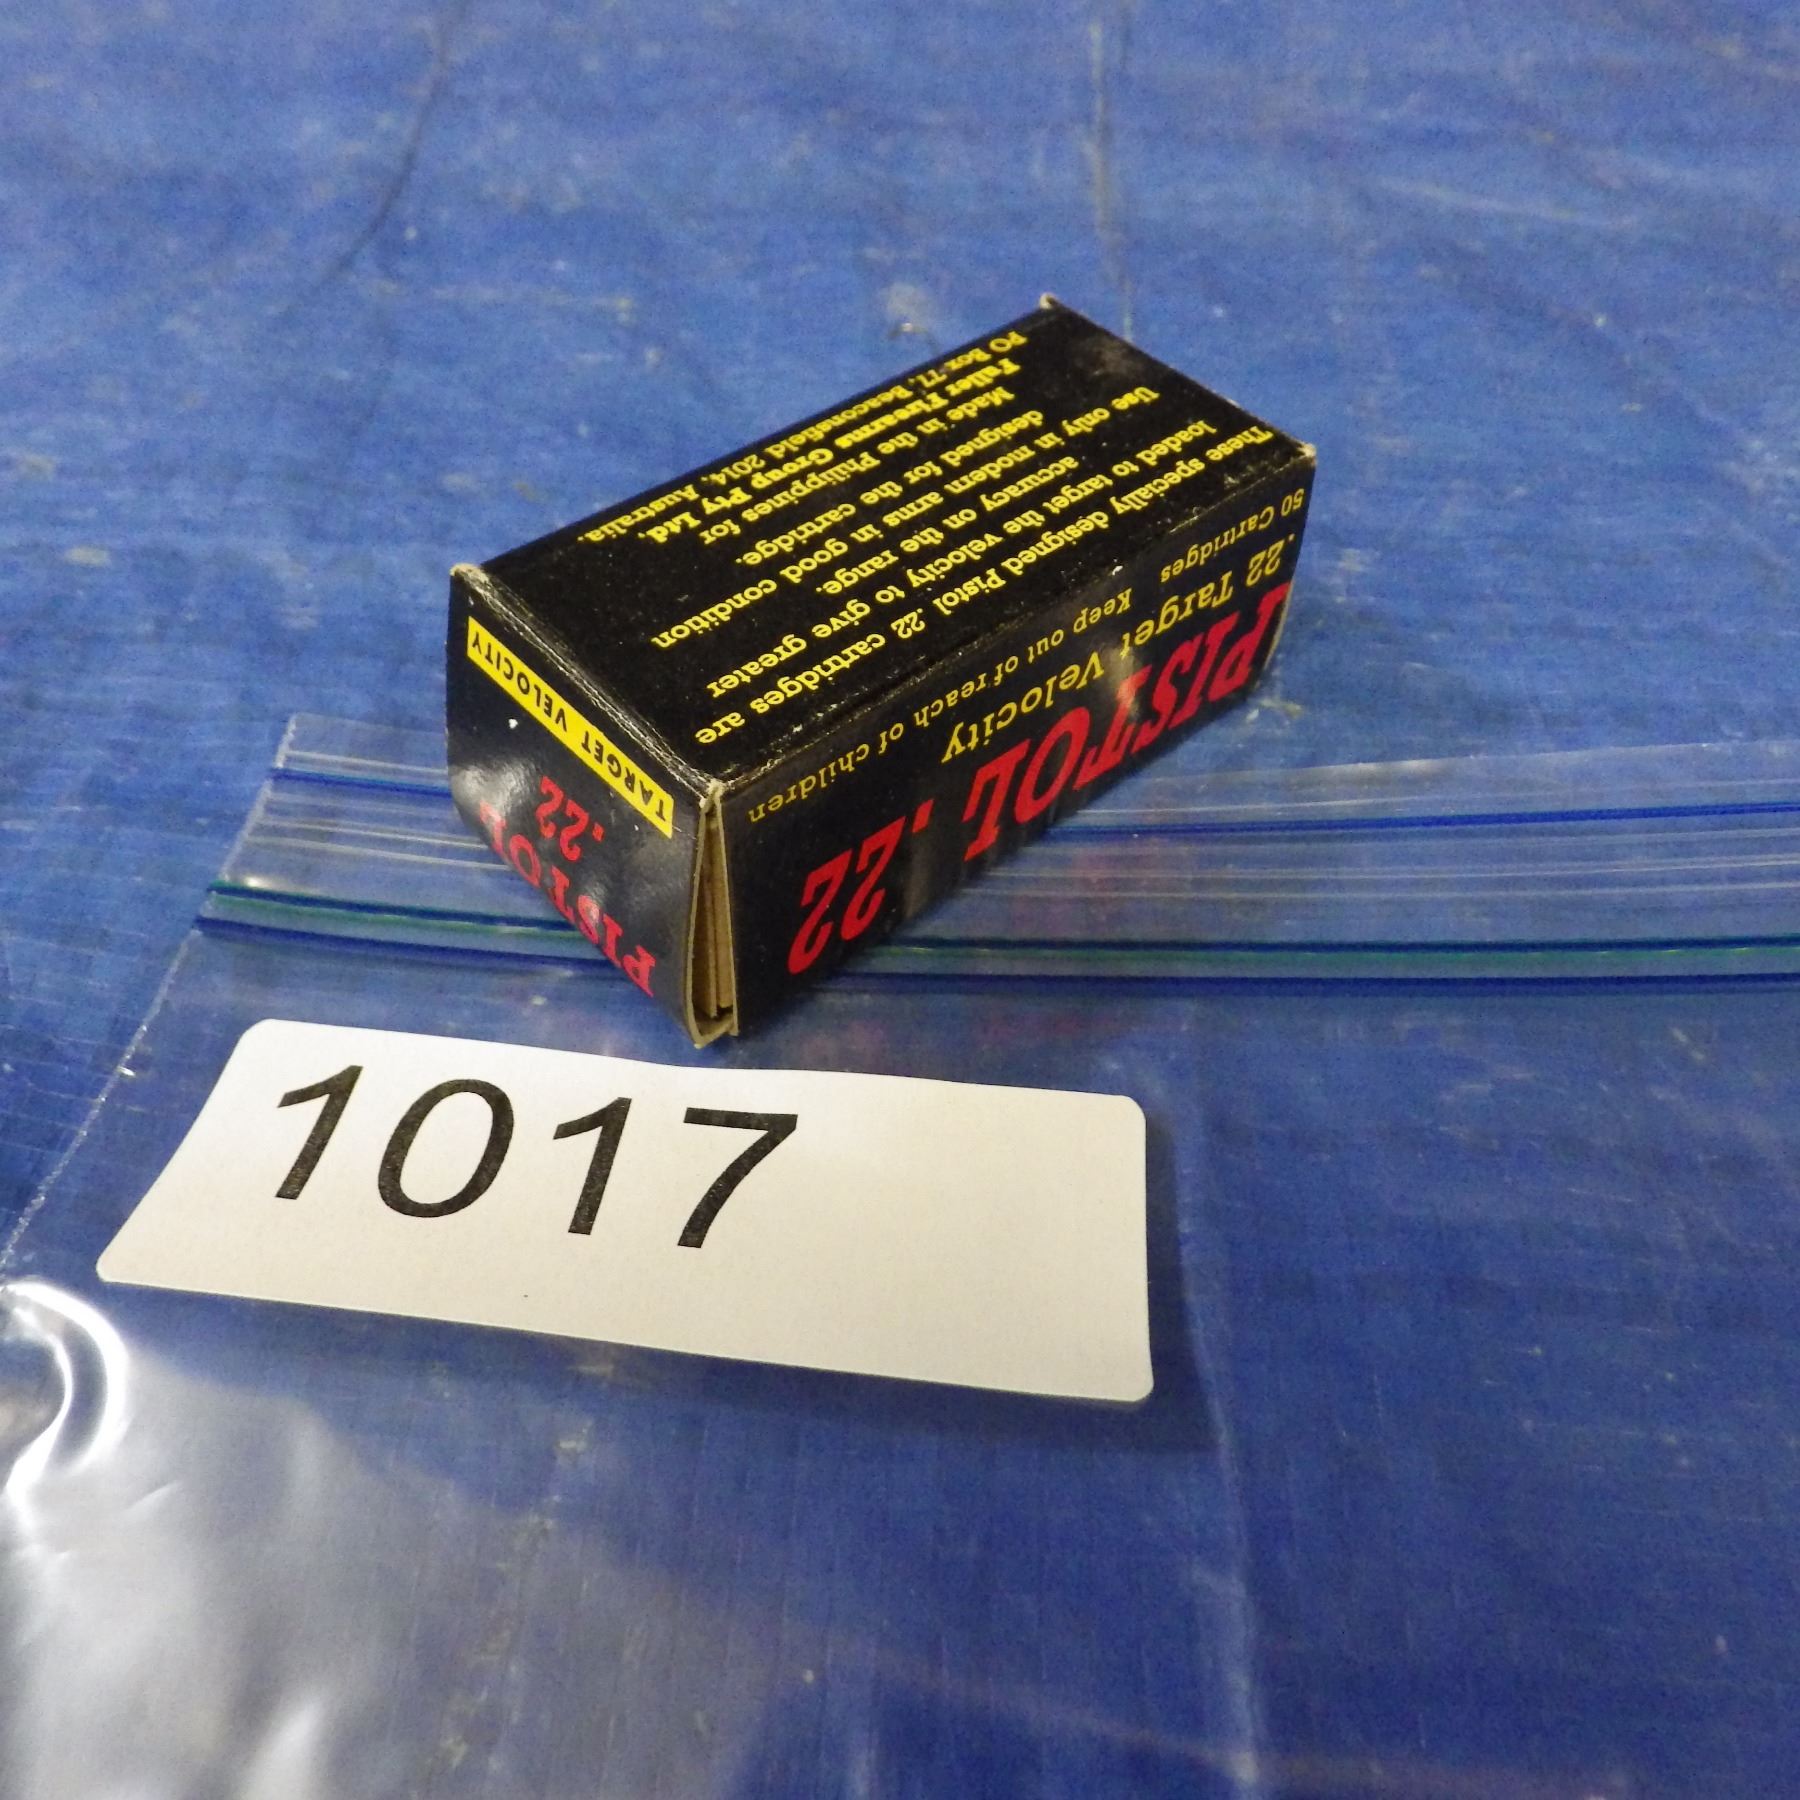 These specially designed Pistol .22 cartridges are
loaded to target the velocity to give greater
accuracy on the range.
Use only in modern arms in good condition
designed for the cartridge.
Made in the Philippines for
Fuller Firearms Group Pty Ltd.
PO Box 77, Beaconsfield 2014, Australia.
PISTOL .22
.22 Target Velocity
50 Cartridges Keep out of reach of children
PISTOL
.22
TARGET VELOCITY
1017